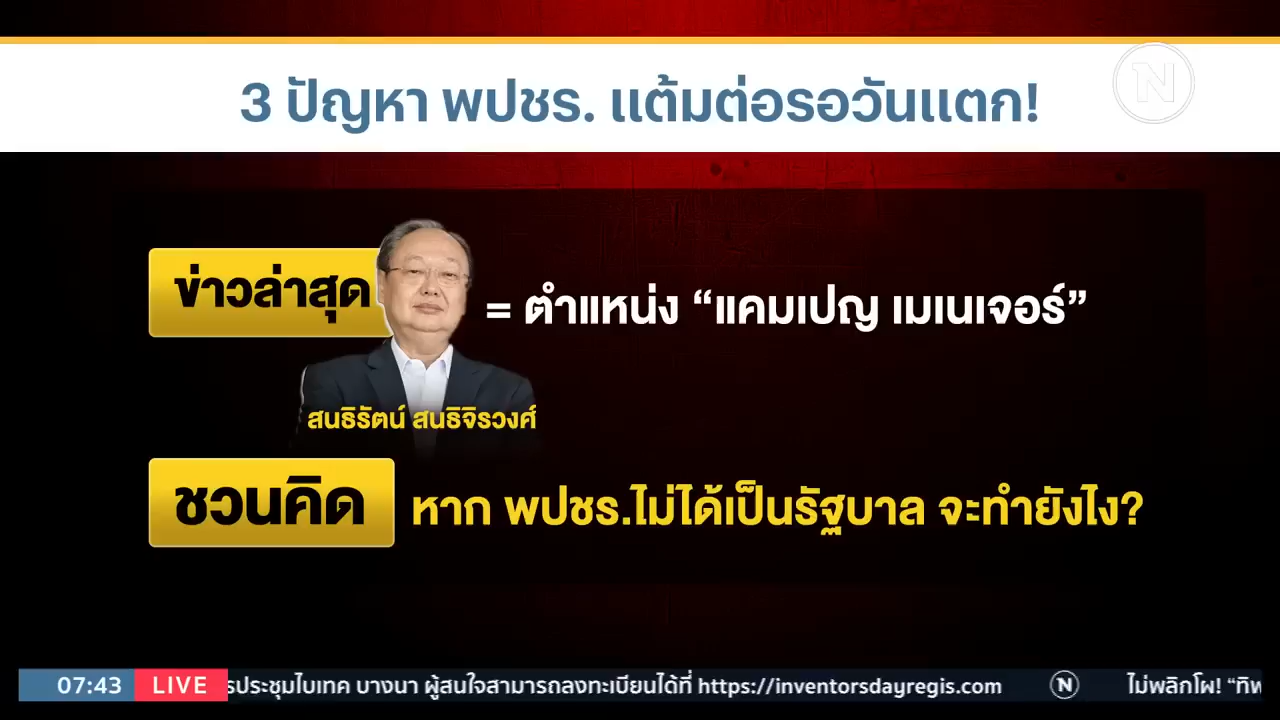 3 ปัญหา พปชร. แต้มต่อรอวันแตก!
N
ข่าวล่าสุด
= ตำแหน่ง “แคมเปญ เมเนเจอร์”
สนธิรัตน์ สนธิจิรวงศ์
ชวนคิด
หาก พปชร.ไม่ได้เป็นรัฐบาล จะทำยังไง?
07:43 LIVE รประชุมไบเทค บางนา ผู้สนใจสามารถลงทะเบียนได้ที่ https://inventorsdayregis.com N ไม่พลิกโผ! “ทิพ